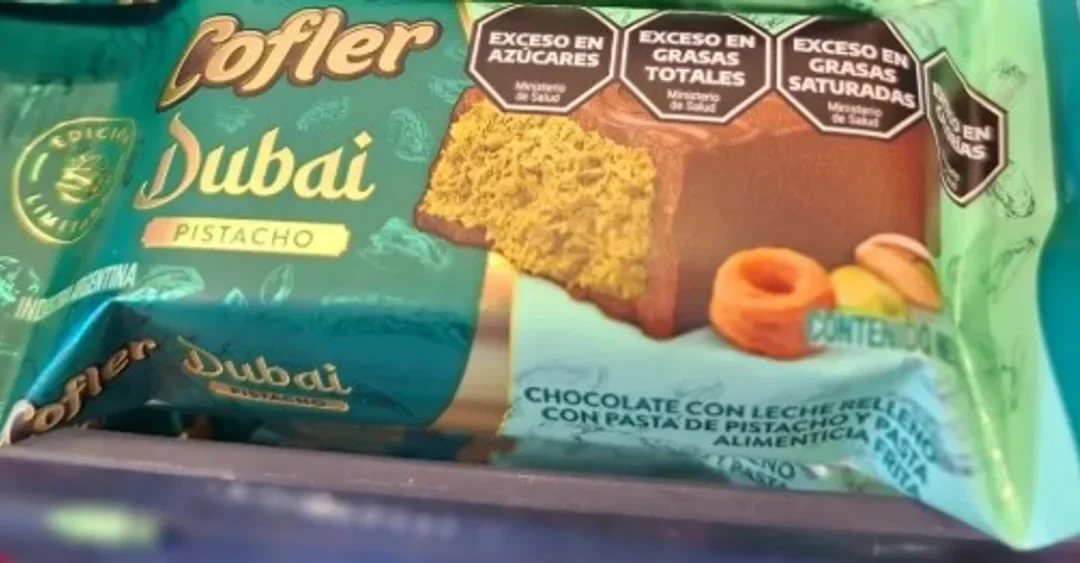 Cofler
Dubai
PISTACHO
EDICIÓN
LIMITADA
INDUSTRIA ARGENTINA
EXCESO EN
AZÚCARES
Ministerio
de Salud
EXCESO EN
GRASAS
TOTALES
Ministerio
de Salud
EXCESO EN
GRASAS
SATURADAS
Ministerio
de Salud
EN
CONTENIDO
CHOCOLATE CON LECHE RELLENO
CON PASTA DE PISTACHO Y PASTA
ALIMENTICIA FRITA
Cofler
Dubai
PISTACHO
Y PASTA